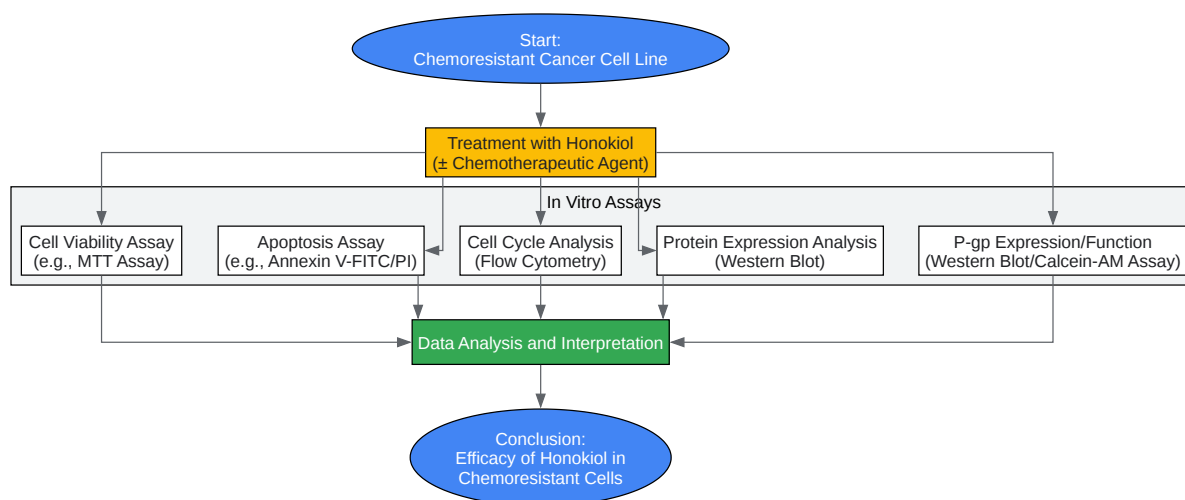 Start:
Chemoresistant Cancer Cell Line
Treatment with Honokiol
(± Chemotherapeutic Agent)
In Vitro Assays
Cell Viability Assay
(e.g., MTT Assay)
Apoptosis Assay
(e.g., Annexin V-FITC/PI)
Cell Cycle Analysis
(Flow Cytometry)
Protein Expression Analysis
(Western Blot)
P-gp Expression/Function
(Western Blot/Calcein-AM Assay)
Data Analysis and Interpretation
Conclusion:
Efficacy of Honokiol in
Chemoresistant Cells